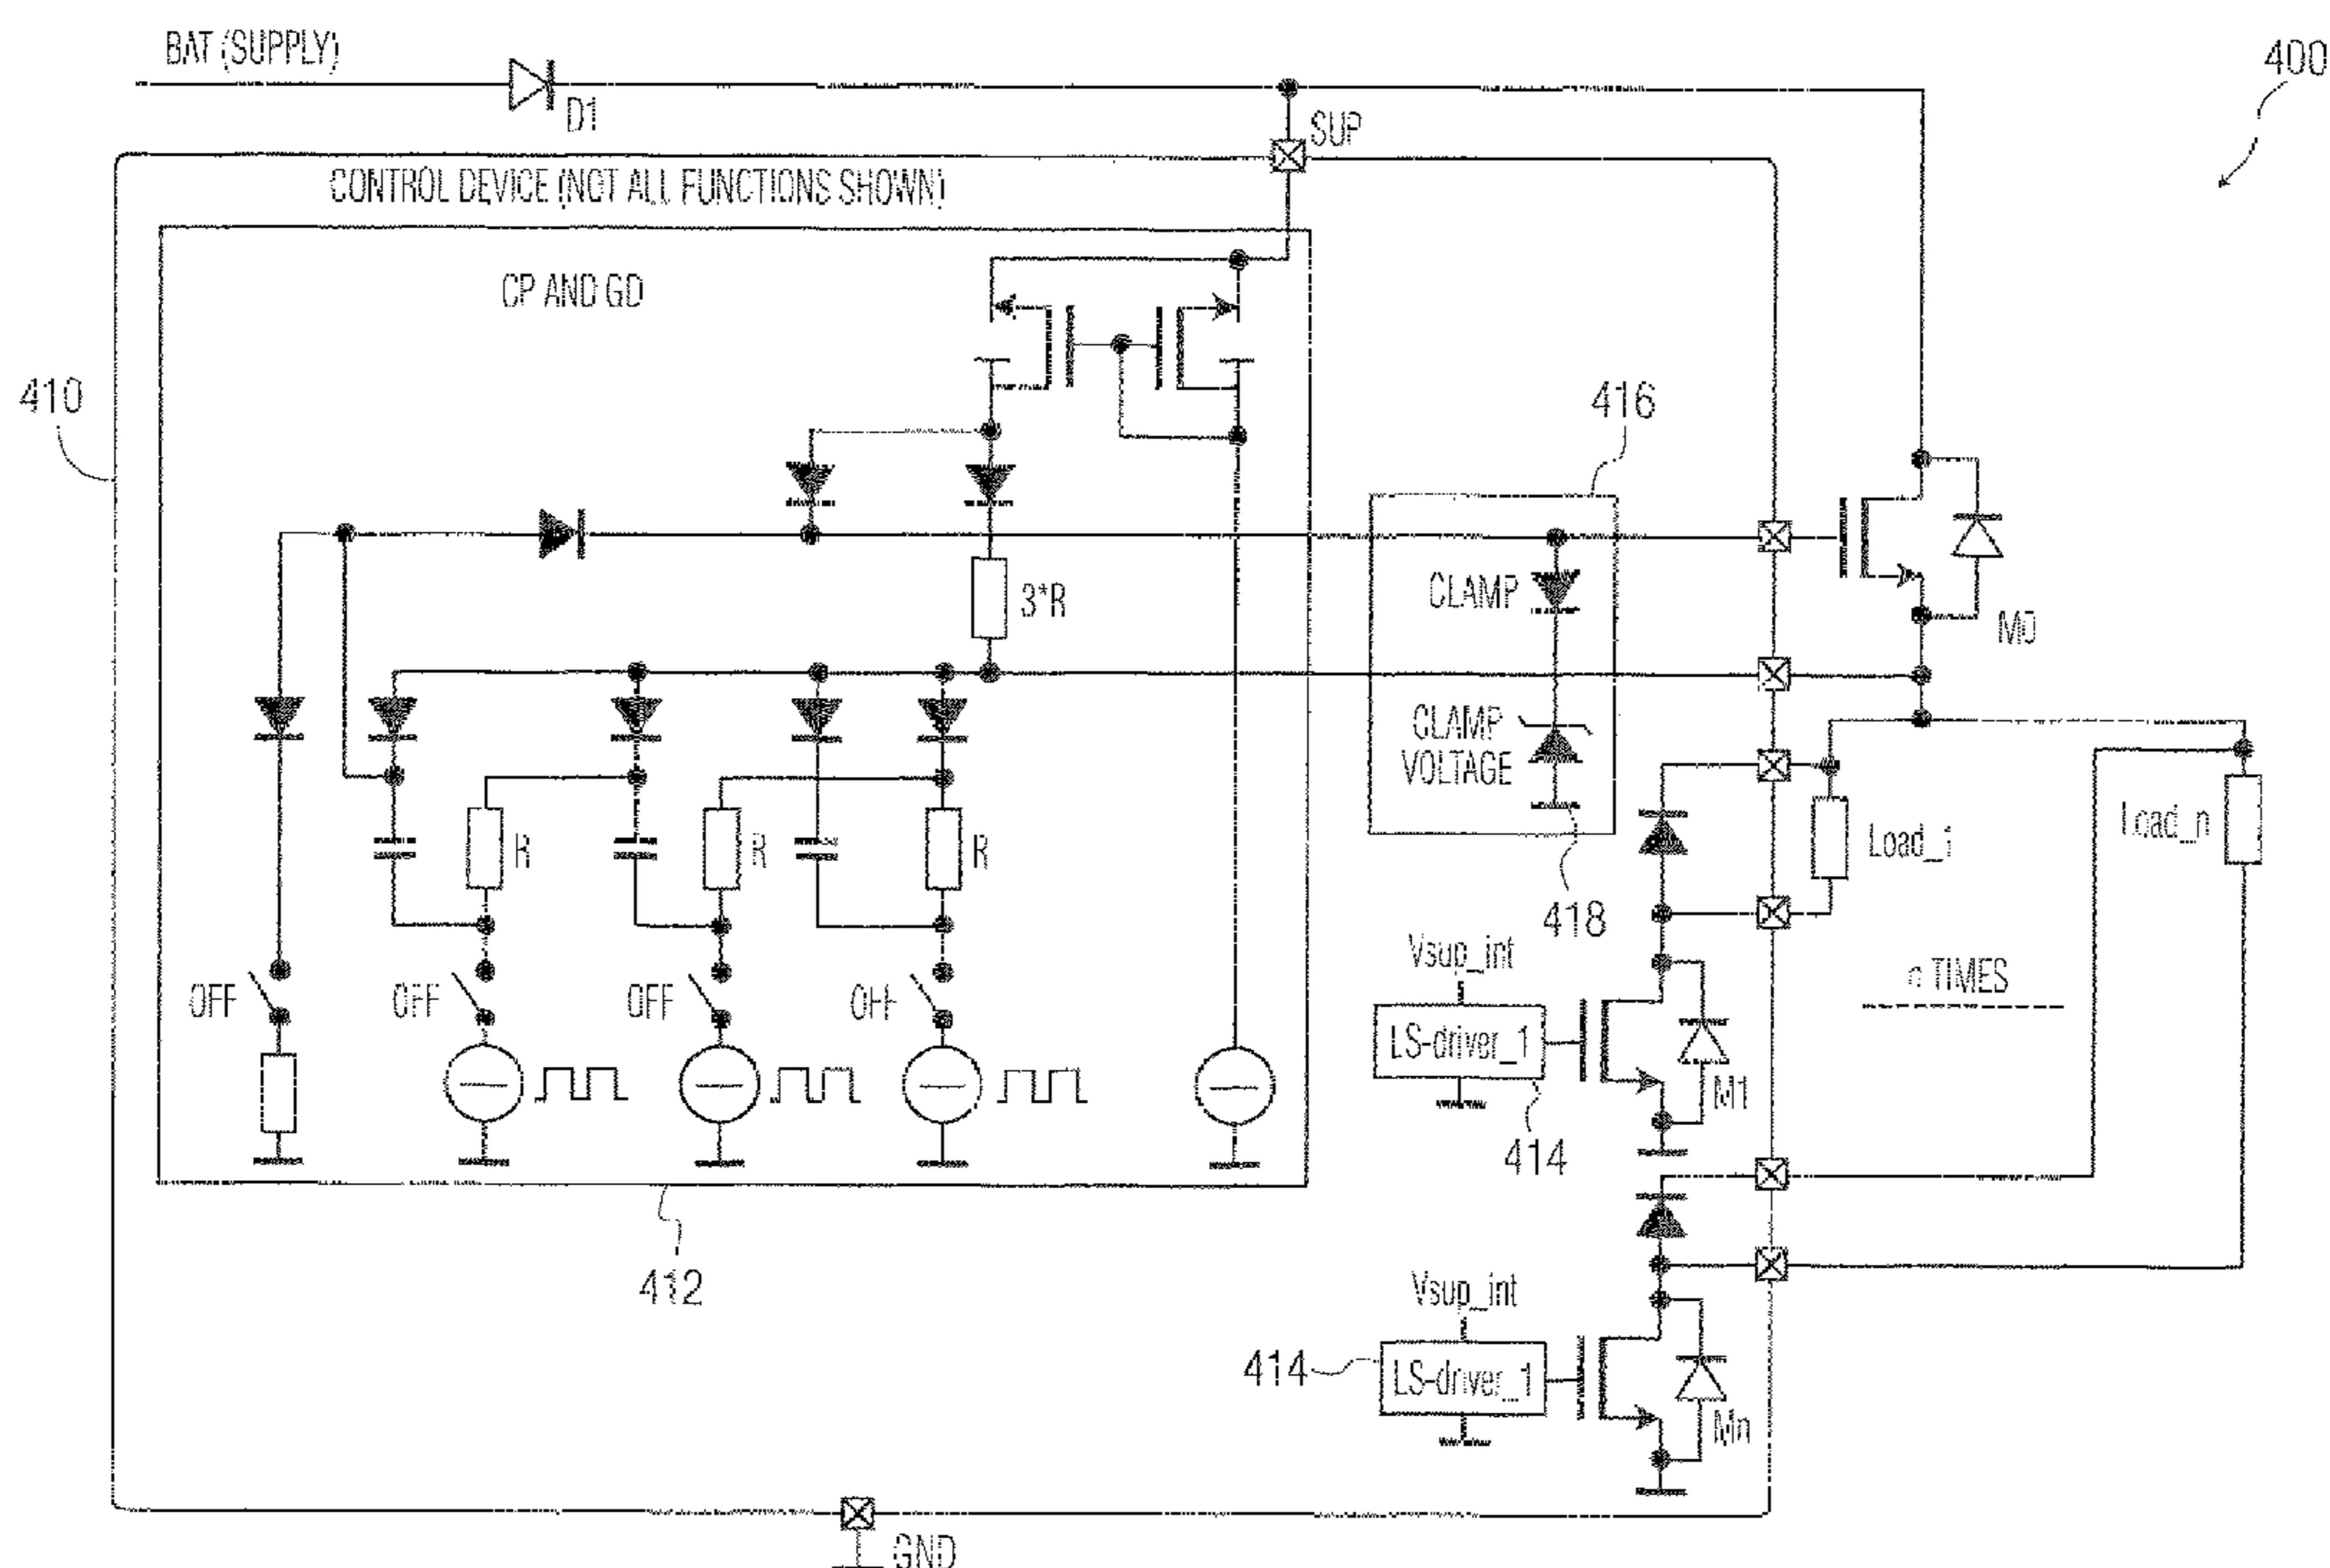 BAT (SUPPLY)
400
D1
SUP
CONTROL DEVICE (NOT ALL FUNCTIONS SHOWN)
CP AND GD
410
416
3*R
CLAMP
M0
CLAMP
VOLTAGE
R
R
R
Load_1
Load_n
418
Vsup_int
n TIMES
OFF
OFF
OFF
OFF
LS-driver_1
M1
414
412
Vsup_int
414
LS-driver_1
Mn
GND